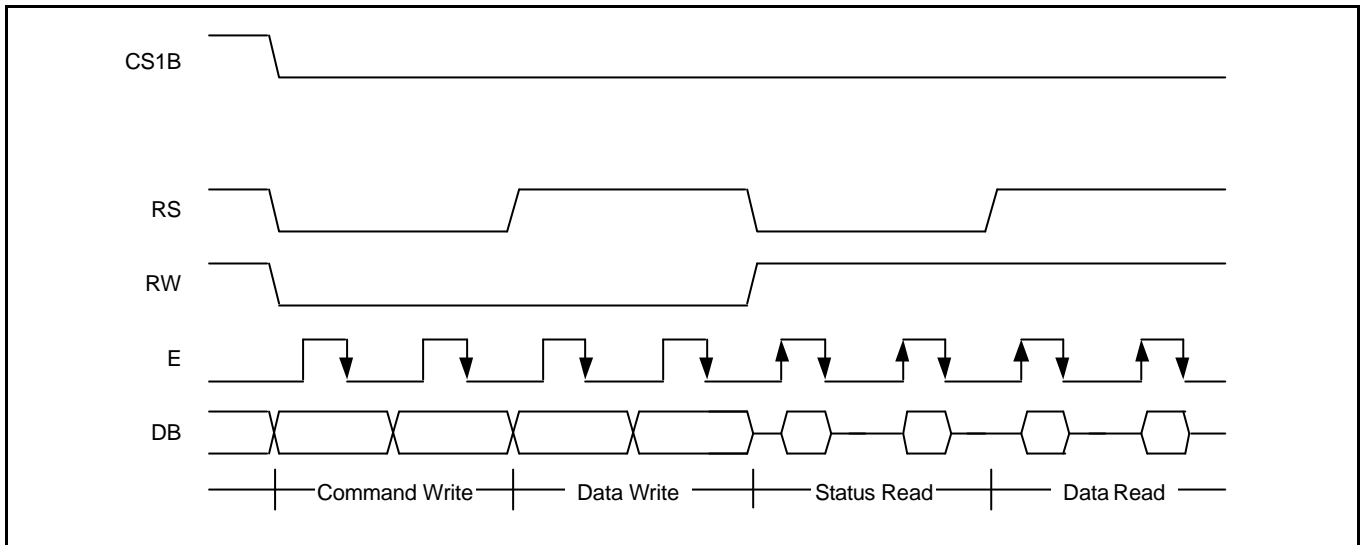 CS1B
RS
RW
E
DB
Command Write Data Write Status Read Data Read